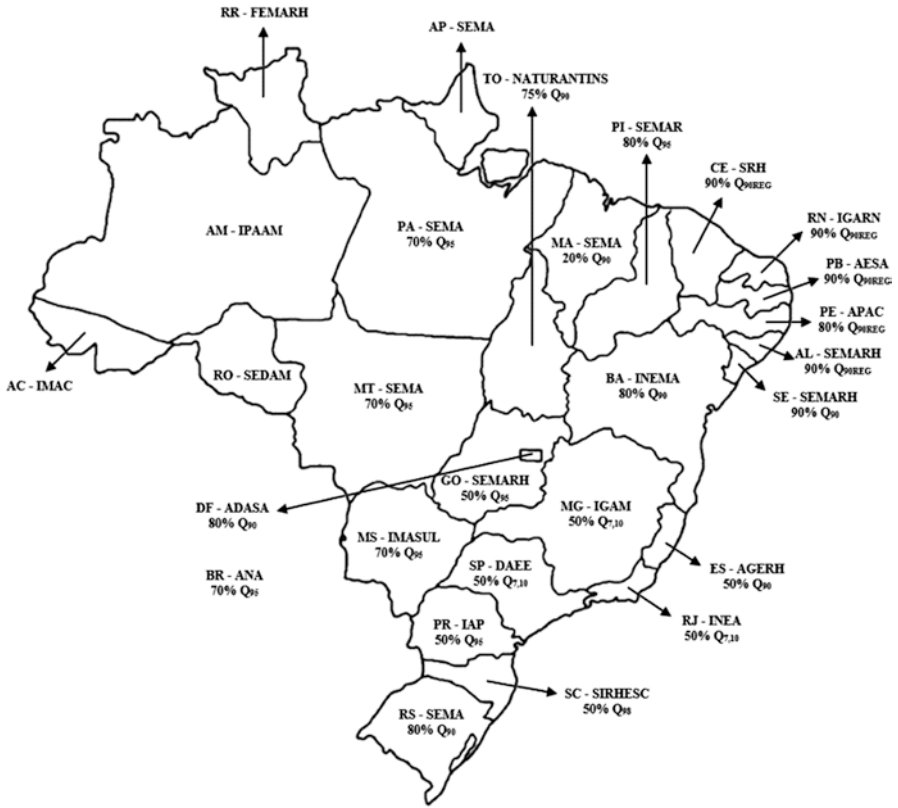 RR - FEMARH
AP - SEMA
TO - NATURANTINS
75% Q90
PI - SEMAR
80% Q95
CE - SRH
90% Q90REG
RN - IGARN
90% Q90REG
PB - AESA
90% Q90REG
PE - APAC
80% Q90REG
AL - SEMARH
90% Q90REG
SE - SEMARH
90% Q90
AM - IPAAM
PA - SEMA
70% Q95
MA - SEMA
20% Q90
AC - IMAC
RO - SEDAM
MT - SEMA
70% Q95
BA - INEMA
80% Q90
GO - SEMARH
50% Q95
DF - ADASA
80% Q90
MG - IGAM
50% Q7,10
MS - IMASUL
70% Q95
BR - ANA
70% Q95
SP - DAEE
50% Q7,10
ES - AGERH
50% Q90
RJ - INEA
50% Q7,10
PR - IAP
50% Q95
SC - SIRHESC
50% Q98
RS - SEMA
80% Q90